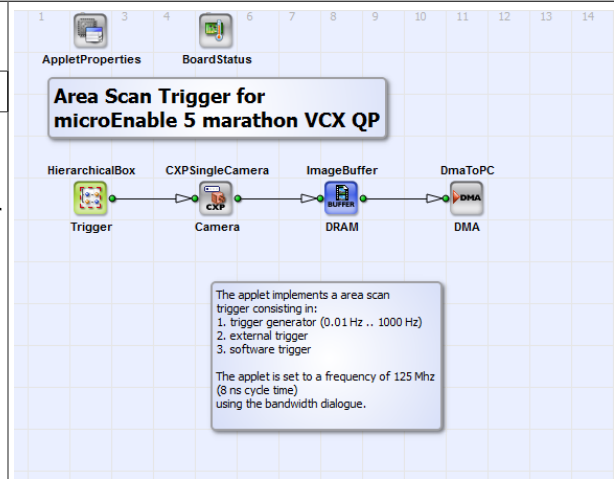 1 3 4 6 7 8 9 10 11 12 13 14
AppletProperties BoardStatus
Area Scan Trigger for
microEnable 5 marathon VCX QP
HierarchicalBox CXPSingleCamera ImageBuffer DmaToPC
CXP BUFFER DMA
Trigger Camera DRAM DMA
The applet implements a area scan
trigger consisting in:
1. trigger generator (0.01 Hz .. 1000 Hz)
2. external trigger
3. software trigger
The applet is set to a frequency of 125 Mhz
(8 ns cycle time)
using the bandwidth dialogue.